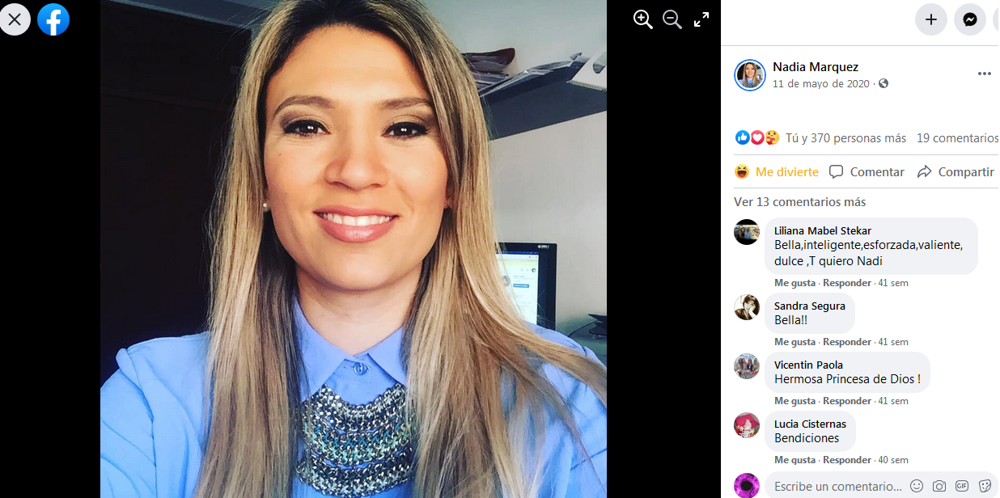 Nadia Marquez
11 de mayo de 2020 ·
Tú y 370 personas más 19 comentarios
Me divierte Comentar Compartir
Ver 13 comentarios más
Liliana Mabel Stekar
Bella,inteligente,esforzada,valiente,
dulce ,T quiero Nadi
Me gusta · Responder · 41 sem
Sandra Segura
Bella!!
Me gusta · Responder · 41 sem
Vicentin Paola
Hermosa Princesa de Dios !
Me gusta · Responder · 41 sem
Lucia Cisternas
Bendiciones
Me gusta · Responder · 40 sem
Escribe un comentario...
GIF